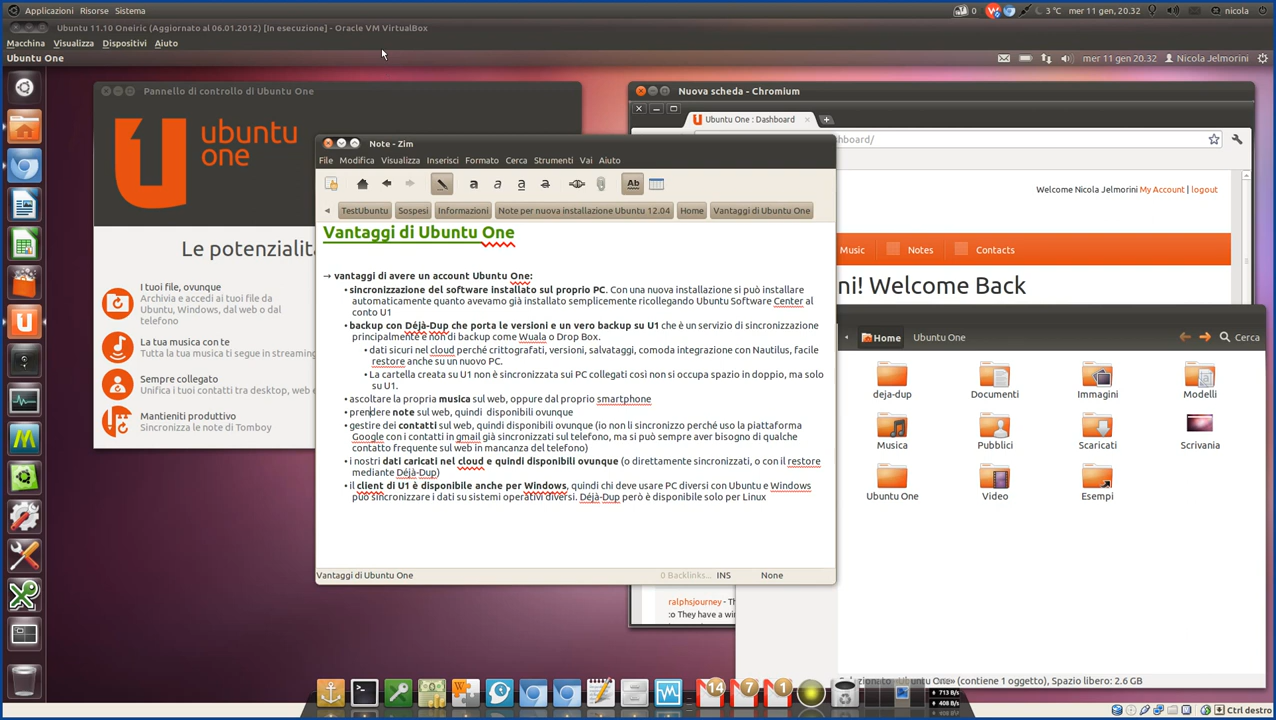 Applicazioni Risorse Sistema
0 3 °C mer 11 gen, 20.32 nicola
Ubuntu 11.10 Oneiric (Aggiornato al 06.01.2012) [In esecuzione] - Oracle VM VirtualBox
Macchina Visualizza Dispositivi Aiuto
Ubuntu One
mer 11 gen 20.32 Nicola Jelmorini
Pannello di controllo di Ubuntu One
ubuntu
one
Le potenzialità
I tuoi file, ovunque
Archivia e accedi ai tuoi file da
Ubuntu, Windows, dal web o dal
telefono
La tua musica con te
Tutta la tua musica ti segue in streaming
Sempre collegato
Unifica i tuoi contatti tra desktop, web e
Mantieniti produttivo
Sincronizza le note di Tomboy
Note - Zim
File Modifica Visualizza Inserisci Formato Cerca Strumenti Vai Aiuto
a a a a Ab
TestUbuntu Sospesi Informazioni Note per nuova installazione Ubuntu 12.04 Home Vantaggi di Ubuntu One
Vantaggi di Ubuntu One
→ vantaggi di avere un account Ubuntu One:
• sincronizzazione del software installato sul proprio PC. Con una nuova installazione si può installare
automaticamente quanto avevamo già installato semplicemente ricollegando Ubuntu Software Center al
conto U1
• backup con Déjà-Dup che porta le versioni e un vero backup su U1 che è un servizio di sincronizzazione
principalmente e non di backup come Wuala o Drop Box.
• dati sicuri nel cloud perché crittografati, versioni, salvataggi, comoda integrazione con Nautilus, facile
restore anche su un nuovo PC.
• La cartella creata su U1 non è sincronizzata sui PC collegati così non si occupa spazio in doppio, ma solo
su U1.
• ascoltare la propria musica sul web, oppure dal proprio smartphone
• prendere note sul web, quindi disponibili ovunque
• gestire dei contatti sul web, quindi disponibili ovunque (io non li sincronizzo perché uso la piattaforma
Google con i contatti in gmail già sincronizzati sul telefono, ma si può sempre aver bisogno di qualche
contatto frequente sul web in mancanza del telefono)
• i nostri dati caricati nel cloud e quindi disponibili ovunque (o direttamente sincronizzati, o con il restore
mediante Déjà-Dup)
• il client di U1 è disponibile anche per Windows, quindi chi deve usare PC diversi con Ubuntu e Windows
può sincronizzare i dati su sistemi operativi diversi. Déjà-Dup però è disponibile solo per Linux
Vantaggi di Ubuntu One 0 Backlinks... INS None
Nuova scheda - Chromium
Ubuntu One : Dashboard
hboard/
Welcome Nicola Jelmorini My Account | logout
Music Notes Contacts
ni! Welcome Back
Home Ubuntu One Cerca
deja-dup Documenti Immagini Modelli
Musica Pubblici Scaricati Scrivania
Ubuntu One Video Esempi
ralphsjourney - Th
to They have a win
selezionato «Ubuntu One» (contiene 1 oggetto), Spazio libero: 2.6 GB
14 7 1
713 B/s
408 B/s
Ctrl destro